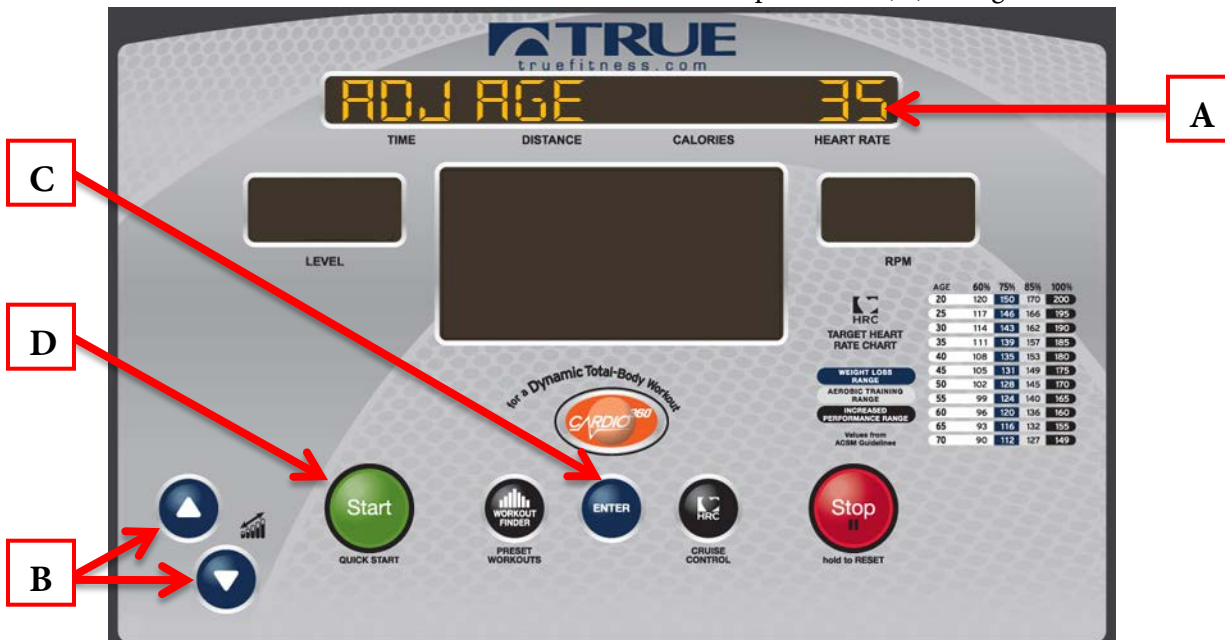 TRUE
truefitness.com
ADJ AGE 35
A
TIME DISTANCE CALORIES HEART RATE
C
LEVEL
RPM
AGE 60% 75% 85% 100%
20 120 150 170 200
25 117 146 166 195
30 114 143 162 190
35 111 139 157 185
40 108 135 153 180
45 105 131 149 175
50 102 128 145 170
55 99 124 140 165
60 96 120 136 160
65 93 116 132 155
70 90 112 127 149
HRC
TARGET HEART
RATE CHART
WEIGHT LOSS
RANGE
AEROBIC TRAINING
RANGE
INCREASED
PERFORMANCE RANGE
Values from
ACSM Guidelines
D
for a Dynamic Total-Body Workout
CARDIO 360
Start
QUICK START
WORKOUT
FINDER
PRESET
WORKOUTS
ENTER
HRC
CRUISE
CONTROL
Stop
hold to RESET
B